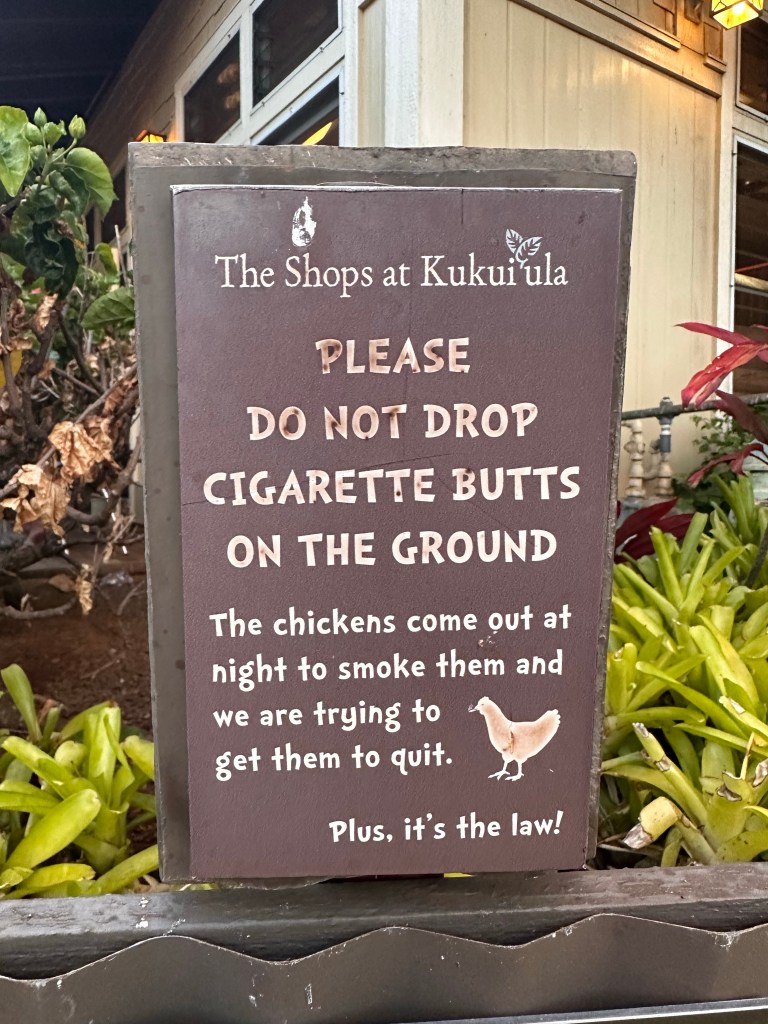 The Shops at Kukui'ula
PLEASE
DO NOT DROP
CIGARETTE BUTTS
ON THE GROUND
The chickens come out at
night to smoke them and
we are trying to
get them to quit.
Plus, it's the law!